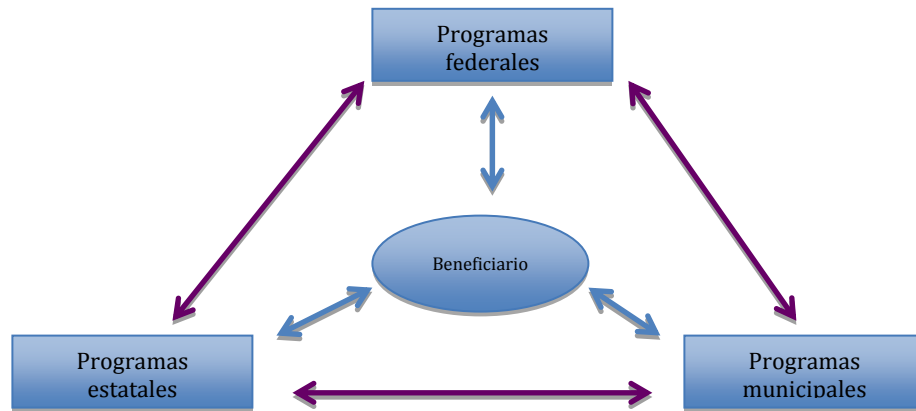 Programas
federales
Beneficiario
Programas
estatales
Programas
municipales